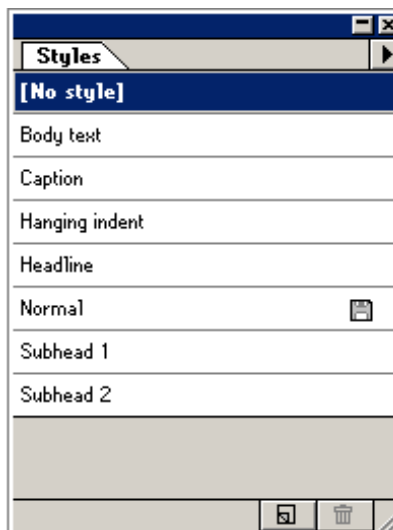 Styles
[No style]
Body text
Caption
Hanging indent
Headline
Normal
Subhead 1
Subhead 2